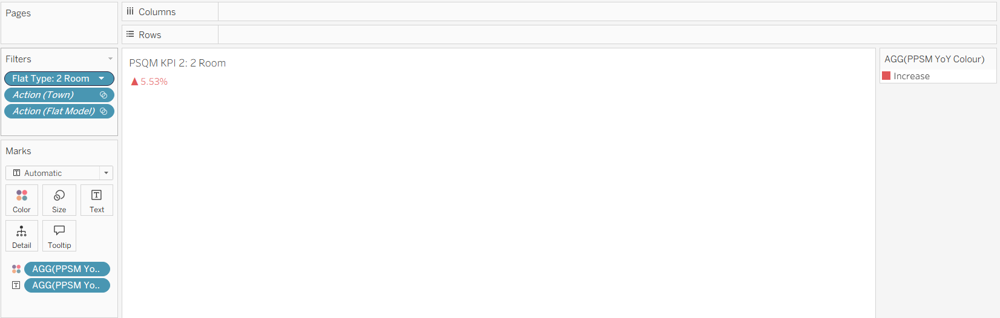 Pages
Columns
Rows
Filters
Flat Type: 2 Room
Action (Town)
Action (Flat Model)
Marks
Automatic
Color
Size
Text
Detail
Tooltip
AGG(PPSM Yo..
AGG(PPSM Yo..
PSQM KPI 2: 2 Room
▲ 5.53%
AGG(PPSM YoY Colour)
Increase